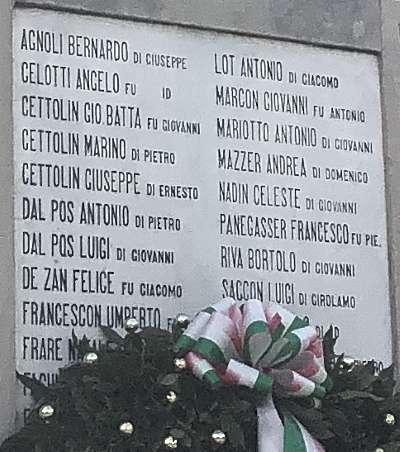 AGNOLI BERNARDO DI GIUSEPPE
CELOTTI ANGELO FU ID
CETTOLIN GIO.BATTA FU GIOVANNI
CETTOLIN MARINO DI PIETRO
CETTOLIN GIUSEPPE DI ERNESTO
DAL POS ANTONIO DI PIETRO
DAL POS LUIGI DI GIOVANNI
DE ZAN FELICE FU GIACOMO
FRANCESCON UMBERTO
FRARE
LOT ANTONIO DI GIACOMO
MARCON GIOVANNI FU ANTONIO
MARIOTTO ANTONIO DI GIOVANNI
MAZZER ANDREA DI DOMENICO
NADIN CELESTE DI GIOVANNI
PANEGASSER FRANCESCO FU PIE.
RIVA BORTOLO DI GIOVANNI
SACCON LUIGI DI GIROLAMO